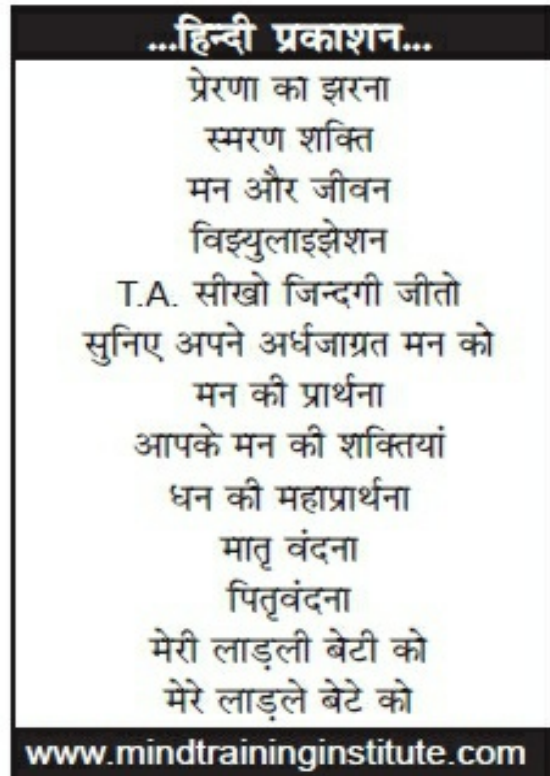 ...हिन्दी प्रकाशन...
प्रेरणा का झरना
स्मरण शक्ति
मन और जीवन
विझ्युलाइझेशन
T.A. सीखो जिन्दगी जीतो
सुनिए अपने अर्धजाग्रत मन को
मन की प्रार्थना
आपके मन की शक्तियां
धन की महाप्रार्थना
मातृ वंदना
पितृवंदना
मेरी लाड़ली बेटी को
मेरे लाड़ले बेटे को
www.mindtraininginstitute.com